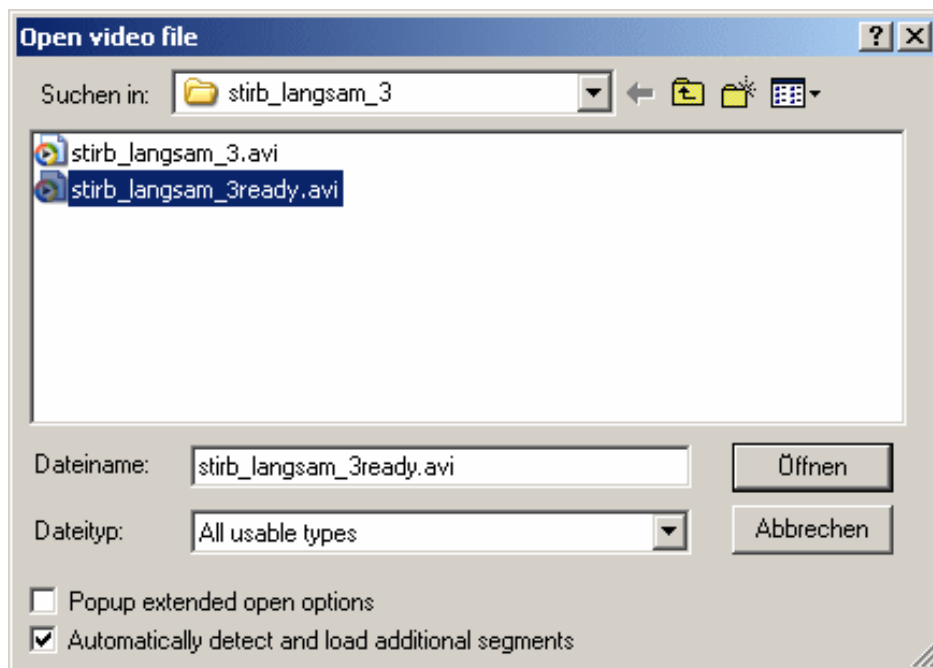 Open video file
Suchen in: stirb_langsam_3
stirb_langsam_3.avi
stirb_langsam_3ready.avi
Dateiname: stirb_langsam_3ready.avi Öffnen
Dateityp: All usable types Abbrechen
Popup extended open options
Automatically detect and load additional segments